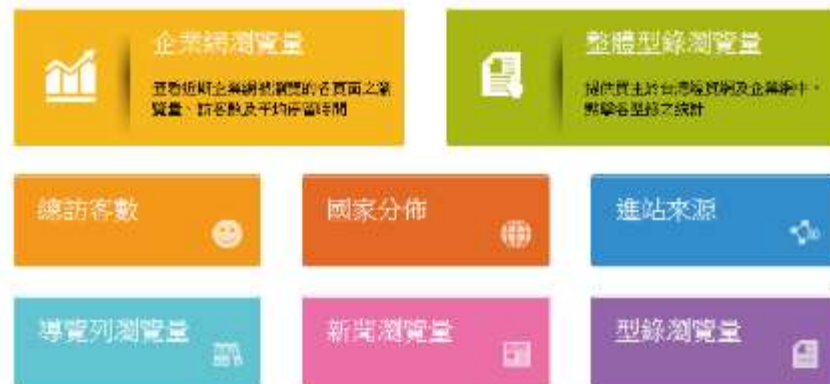 企業網瀏覽量
查看近期企業網被瀏覽的各頁面之瀏
覽量、訪客數及平均停留時間
整體型錄瀏覽量
提供買主於台灣經貿網及企業網中，
點擊各型錄之統計
總訪客數
國家分佈
進站來源
導覽列瀏覽量
新聞瀏覽量
型錄瀏覽量